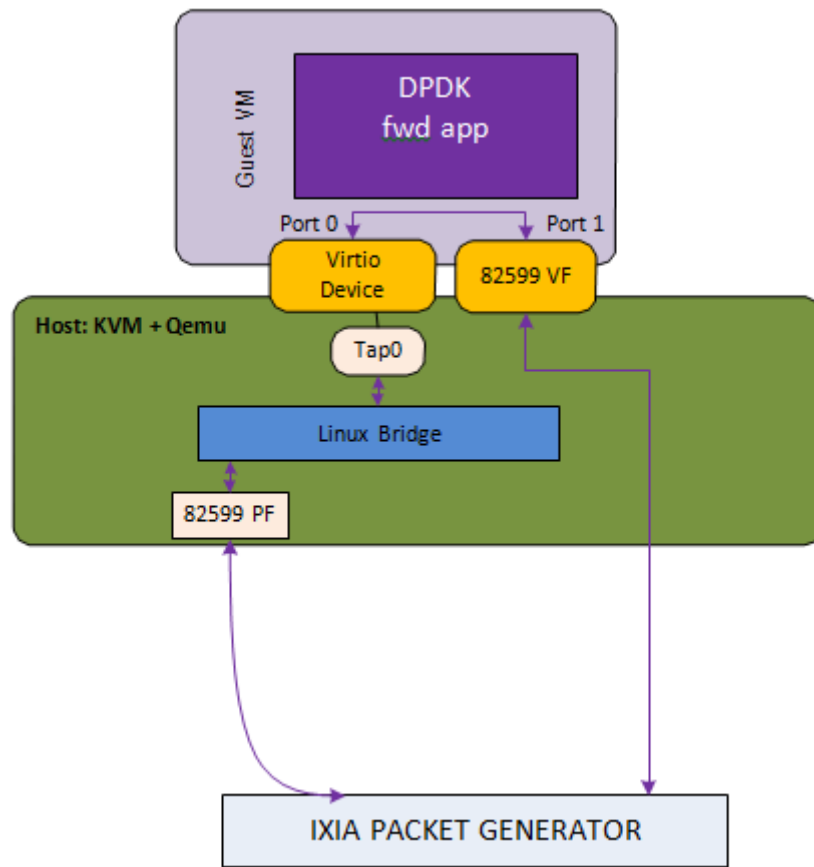 DPDK
fwd app
Guest VM
Port 0
Port 1
Virtio
Device
82599 VF
Host: KVM + Qemu
Tap0
Linux Bridge
82599 PF
IXIA PACKET GENERATOR